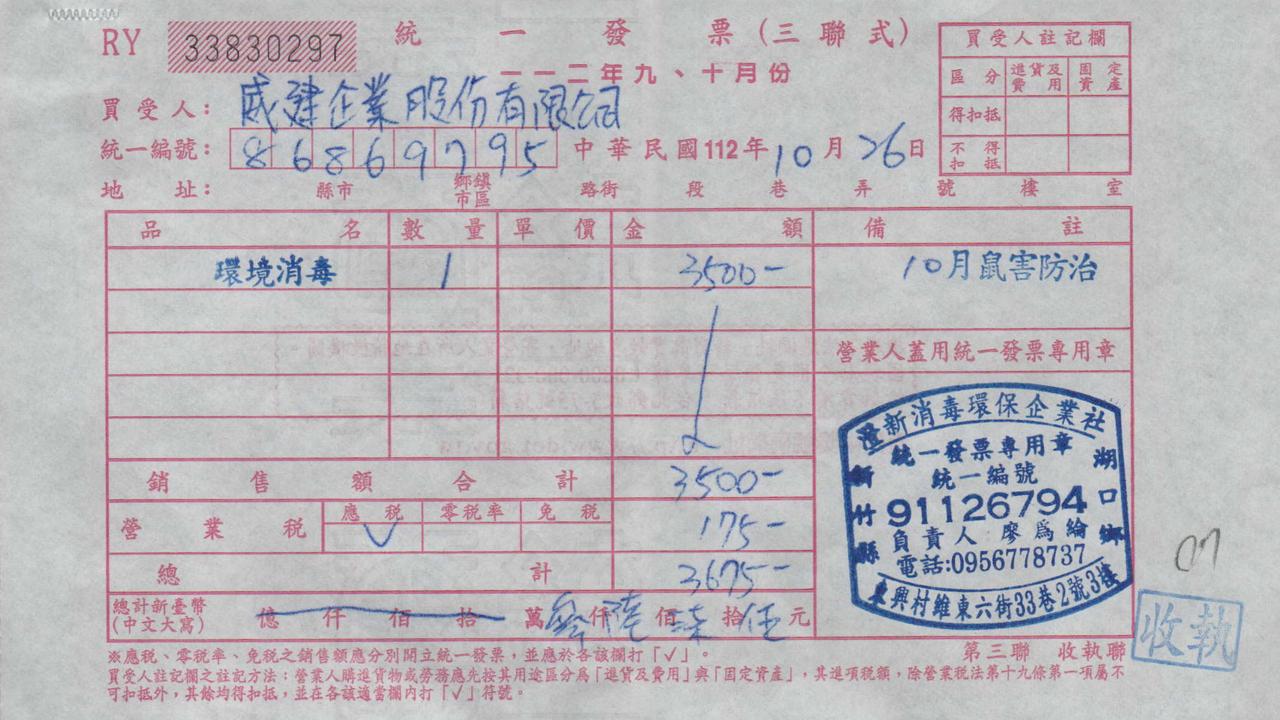 RY 33830297 統一發票(三聯式)
一一二年九、十月份
買受人: 威建企業股份有限公司
統一編號: 86869795 中華民國112年10月26日
地址: 縣市 鄉鎮市區 路街 段 巷 弄 號 樓 室
買受人註記欄
區分 進貨及費用 固定資產
得扣抵
不得扣抵
品名 數量 單價 金額 備註
環境消毒 1 3500- 10月鼠害防治
營業人蓋用統一發票專用章
銷售額合計 3500-
營業稅 應稅 零稅率 免稅 175-
V
總計 3675-
總計新臺幣 億仟佰拾萬參仟陸佰柒拾伍元
(中文大寫)
新消毒環保企業社
統一發票專用章
統一編號
91126794
負責人 廖為綸
電話:0956778737
新竹縣
湖口鄉
東興村維東六街33巷2號3樓
07
收執
第三聯 收執聯
※應稅、零稅率、免稅之銷售額應分別開立統一發票,並應於各該欄打「✓」。
買受人註記欄之註記方法:營業人購進貨物或勞務應先按其用途區分為「進貨及費用」與「固定資產」,其進項稅額,除營業稅法第十九條第一項屬不
可扣抵外,其餘均得扣抵,並在各該適當欄內打「✓」符號。